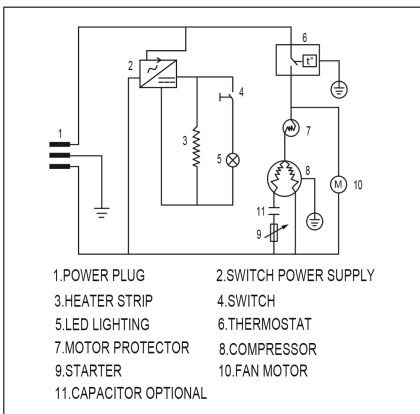 6
t°
2
4
1
3
7
5
8
M
10
11
9
1.POWER PLUG 2.SWITCH POWER SUPPLY
3.HEATER STRIP 4.SWITCH
5.LED LIGHTING 6.THERMOSTAT
7.MOTOR PROTECTOR 8.COMPRESSOR
9.STARTER 10.FAN MOTOR
11.CAPACITOR OPTIONAL